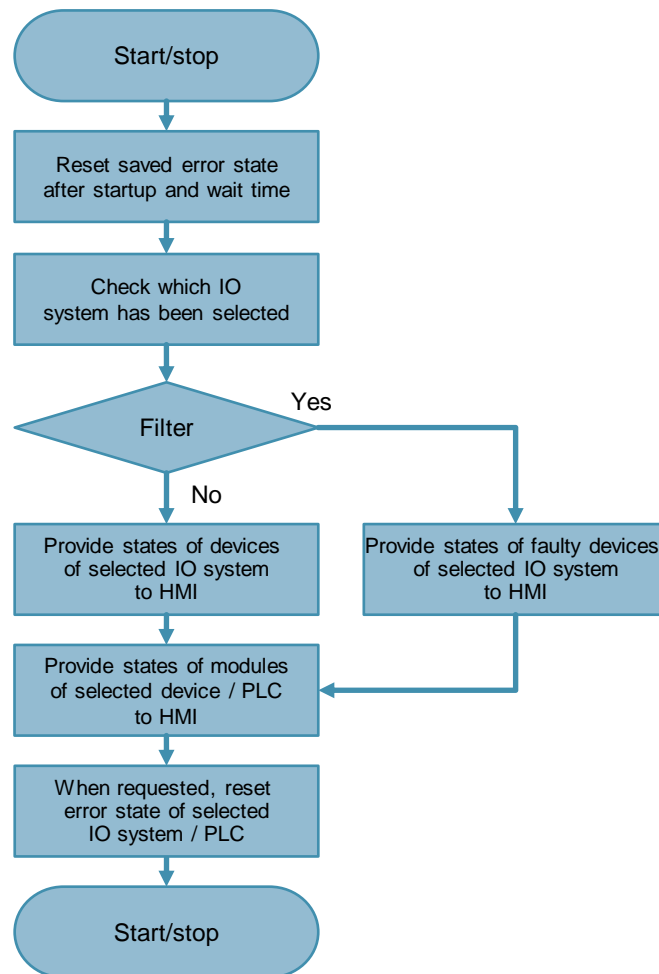 Start/stop
Reset saved error state
after startup and wait time
Check which IO
system has been selected
Filter
Yes
No
Provide states of devices
of selected IO system
to HMI
Provide states of faulty devices
of selected IO system
to HMI
Provide states of modules
of selected device / PLC
to HMI
When requested, reset
error state of selected
IO system / PLC
Start/stop